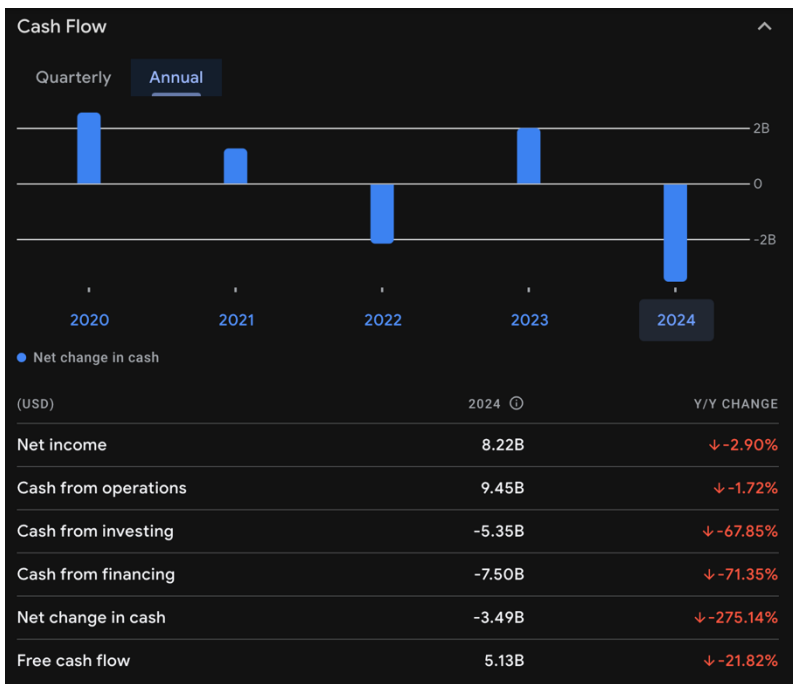 Cash Flow
Quarterly Annual
2B
0
-2B
2020 2021 2022 2023 2024
Net change in cash
(USD) 2024 Y/Y CHANGE
Net income 8.22B ↓-2.90%
Cash from operations 9.45B ↓-1.72%
Cash from investing -5.35B ↓-67.85%
Cash from financing -7.50B ↓-71.35%
Net change in cash -3.49B ↓-275.14%
Free cash flow 5.13B ↓-21.82%